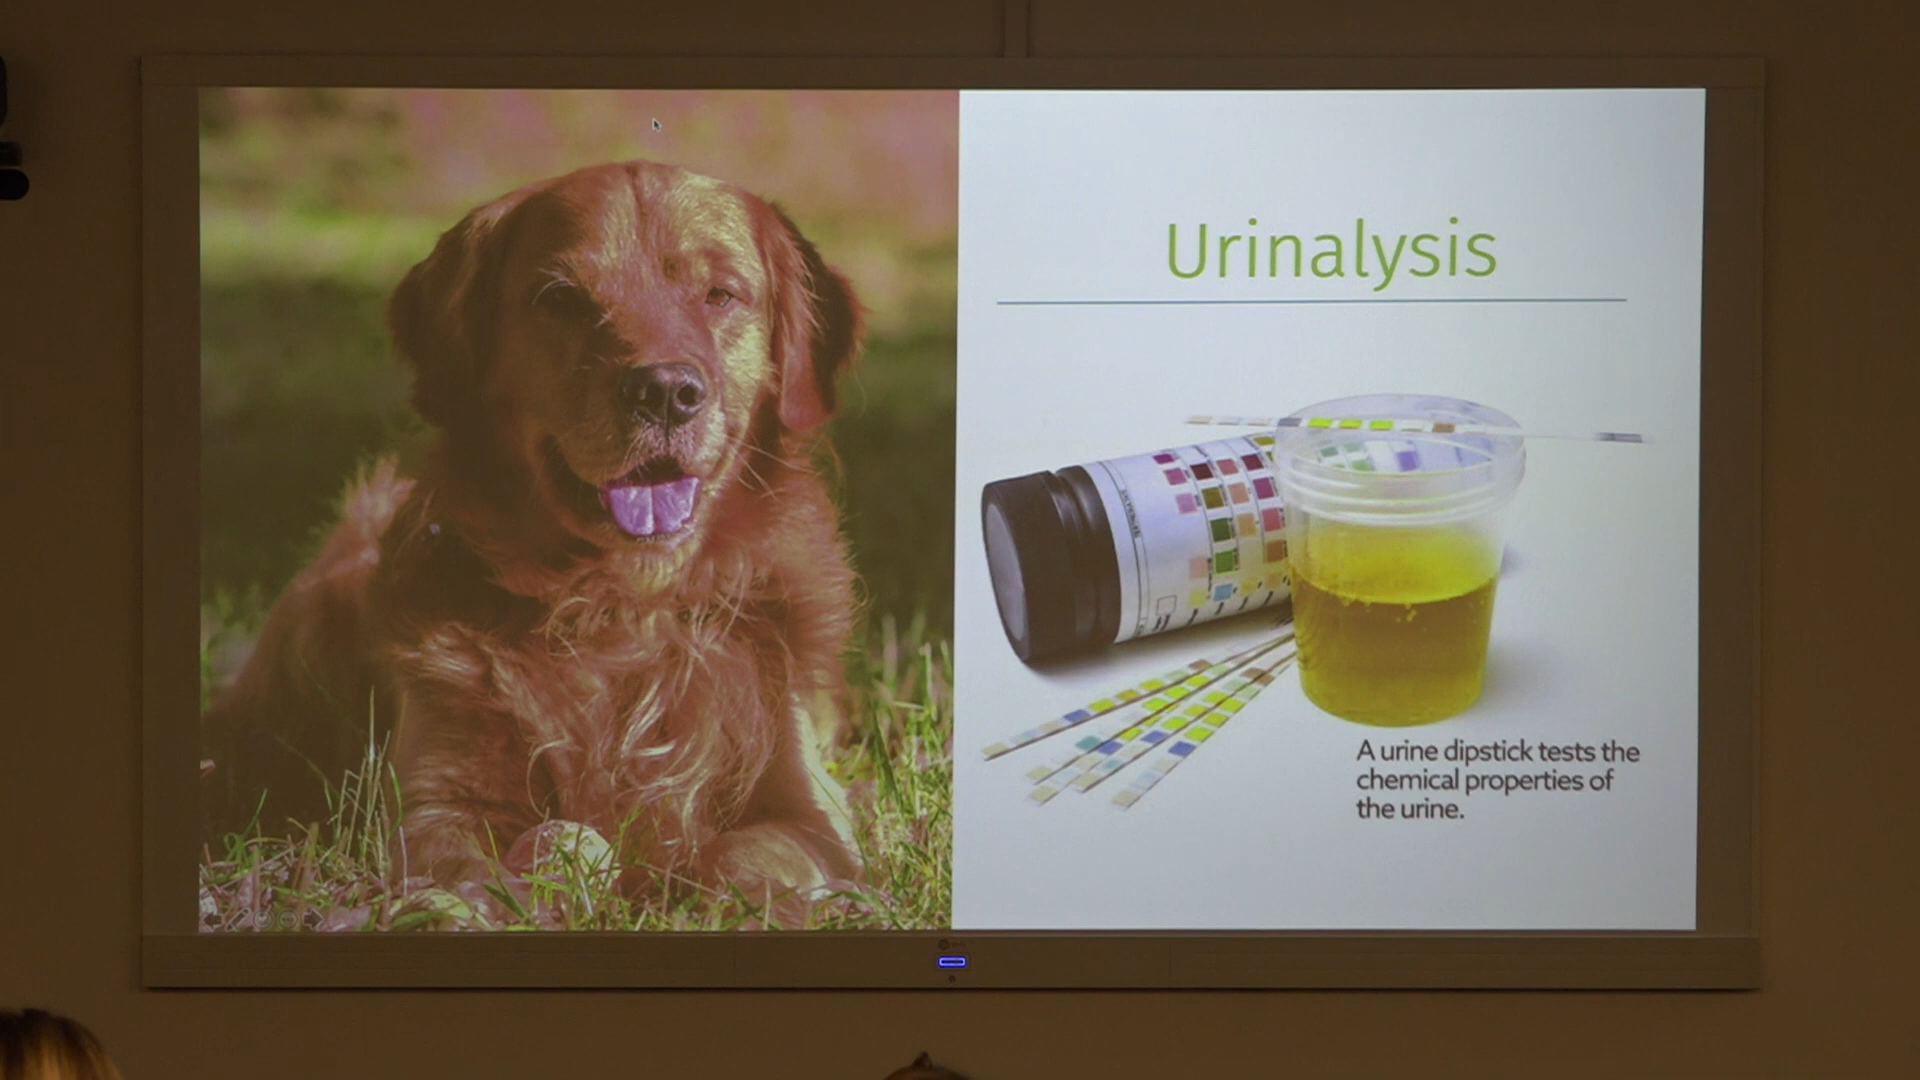 Urinalysis
A urine dipstick tests the
chemical properties of
the urine.